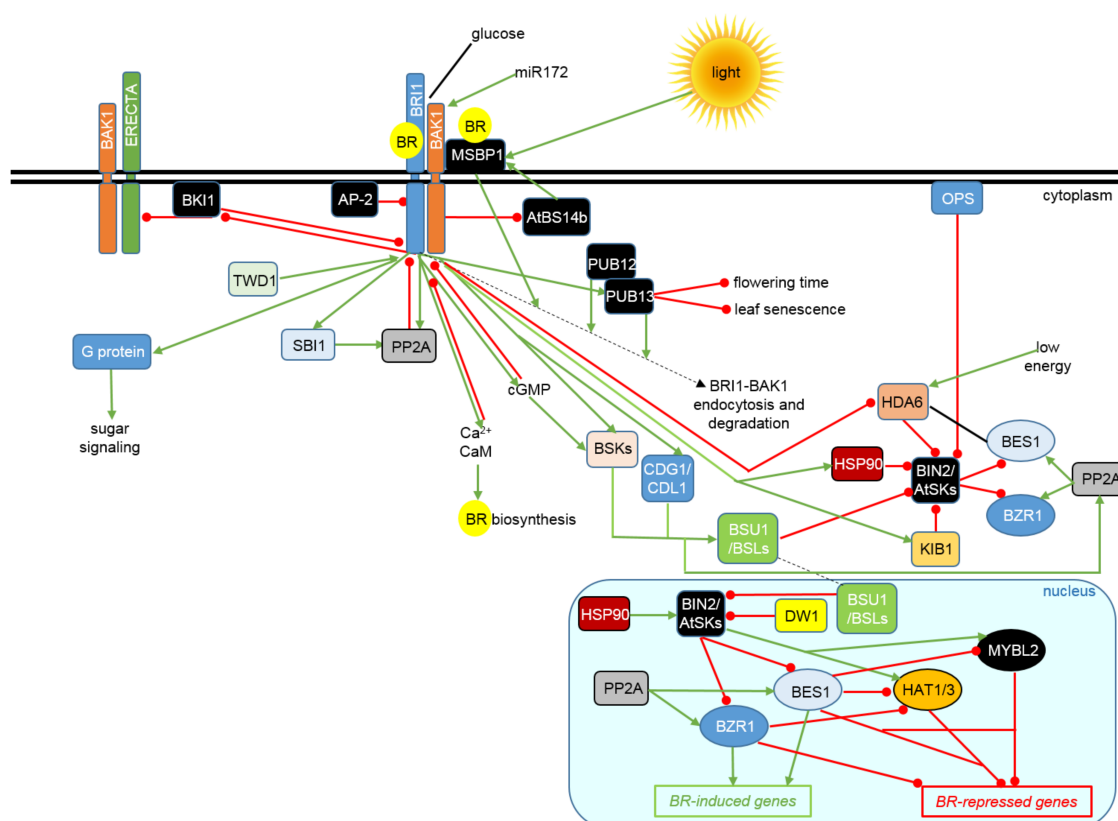 glucose
light
miR172
BAK1
ERECTA
BRI1
BAK1
BR
BR
MSBP1
cytoplasm
BKI1
AP-2
AtBS14b
OPS
PUB12
PUB13
TWD1
flowering time
leaf senescence
G protein
SBI1
PP2A
low
energy
cGMP
BRI1-BAK1
endocytosis and
degradation
HDA6
sugar
signaling
Ca²⁺
CaM
BSKs
BES1
CDG1/
CDL1
HSP90
BIN2/
AtSKs
PP2A
BR biosynthesis
BZR1
BSU1
/BSLs
KIB1
nucleus
HSP90
BIN2/
AtSKs
DW1
BSU1
/BSLs
MYBL2
PP2A
BES1
HAT1/3
BZR1
BR-induced genes
BR-repressed genes